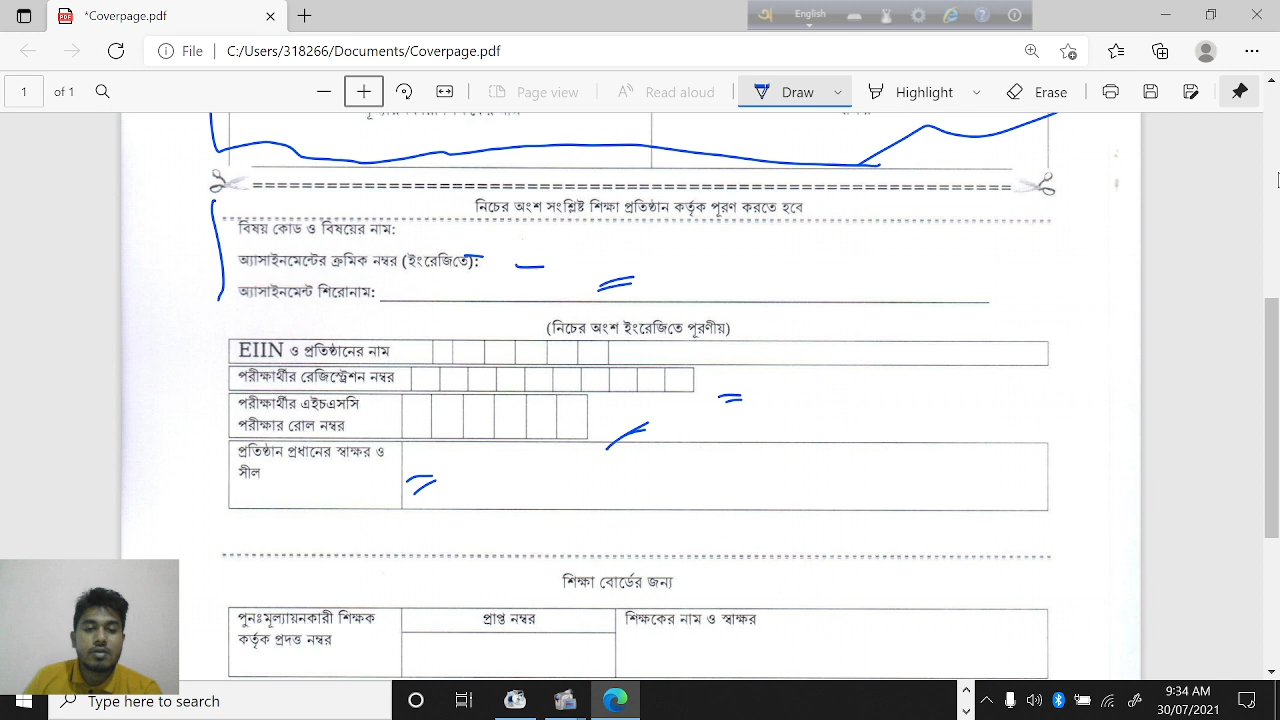 *Coverpage.pdf
English
File
C:/Users/318266/Documents/Coverpage.pdf
1 of 1
Page view
Read aloud
Draw
Highlight
Erase
নিচের অংশ সংশ্লিষ্ট শিক্ষা প্রতিষ্ঠান কর্তৃক পূরণ করতে হবে
বিষয় কোড ও বিষয়ের নাম:
অ্যাসাইনমেন্টের ক্রমিক নম্বর (ইংরেজিতে):
অ্যাসাইনমেন্ট শিরোনাম:
(নিচের অংশ ইংরেজিতে পূরণীয়)
EIIN ও প্রতিষ্ঠানের নাম
পরীক্ষার্থীর রেজিস্ট্রেশন নম্বর
পরীক্ষার্থীর এইচএসসি
পরীক্ষার রোল নম্বর
প্রতিষ্ঠান প্রধানের স্বাক্ষর ও
সীল
শিক্ষা বোর্ডের জন্য
পুনঃমূল্যায়নকারী শিক্ষক
কর্তৃক প্রদত্ত নম্বর
প্রাপ্ত নম্বর
শিক্ষকের নাম ও স্বাক্ষর
Type here to search
9:34 AM
30/07/2021